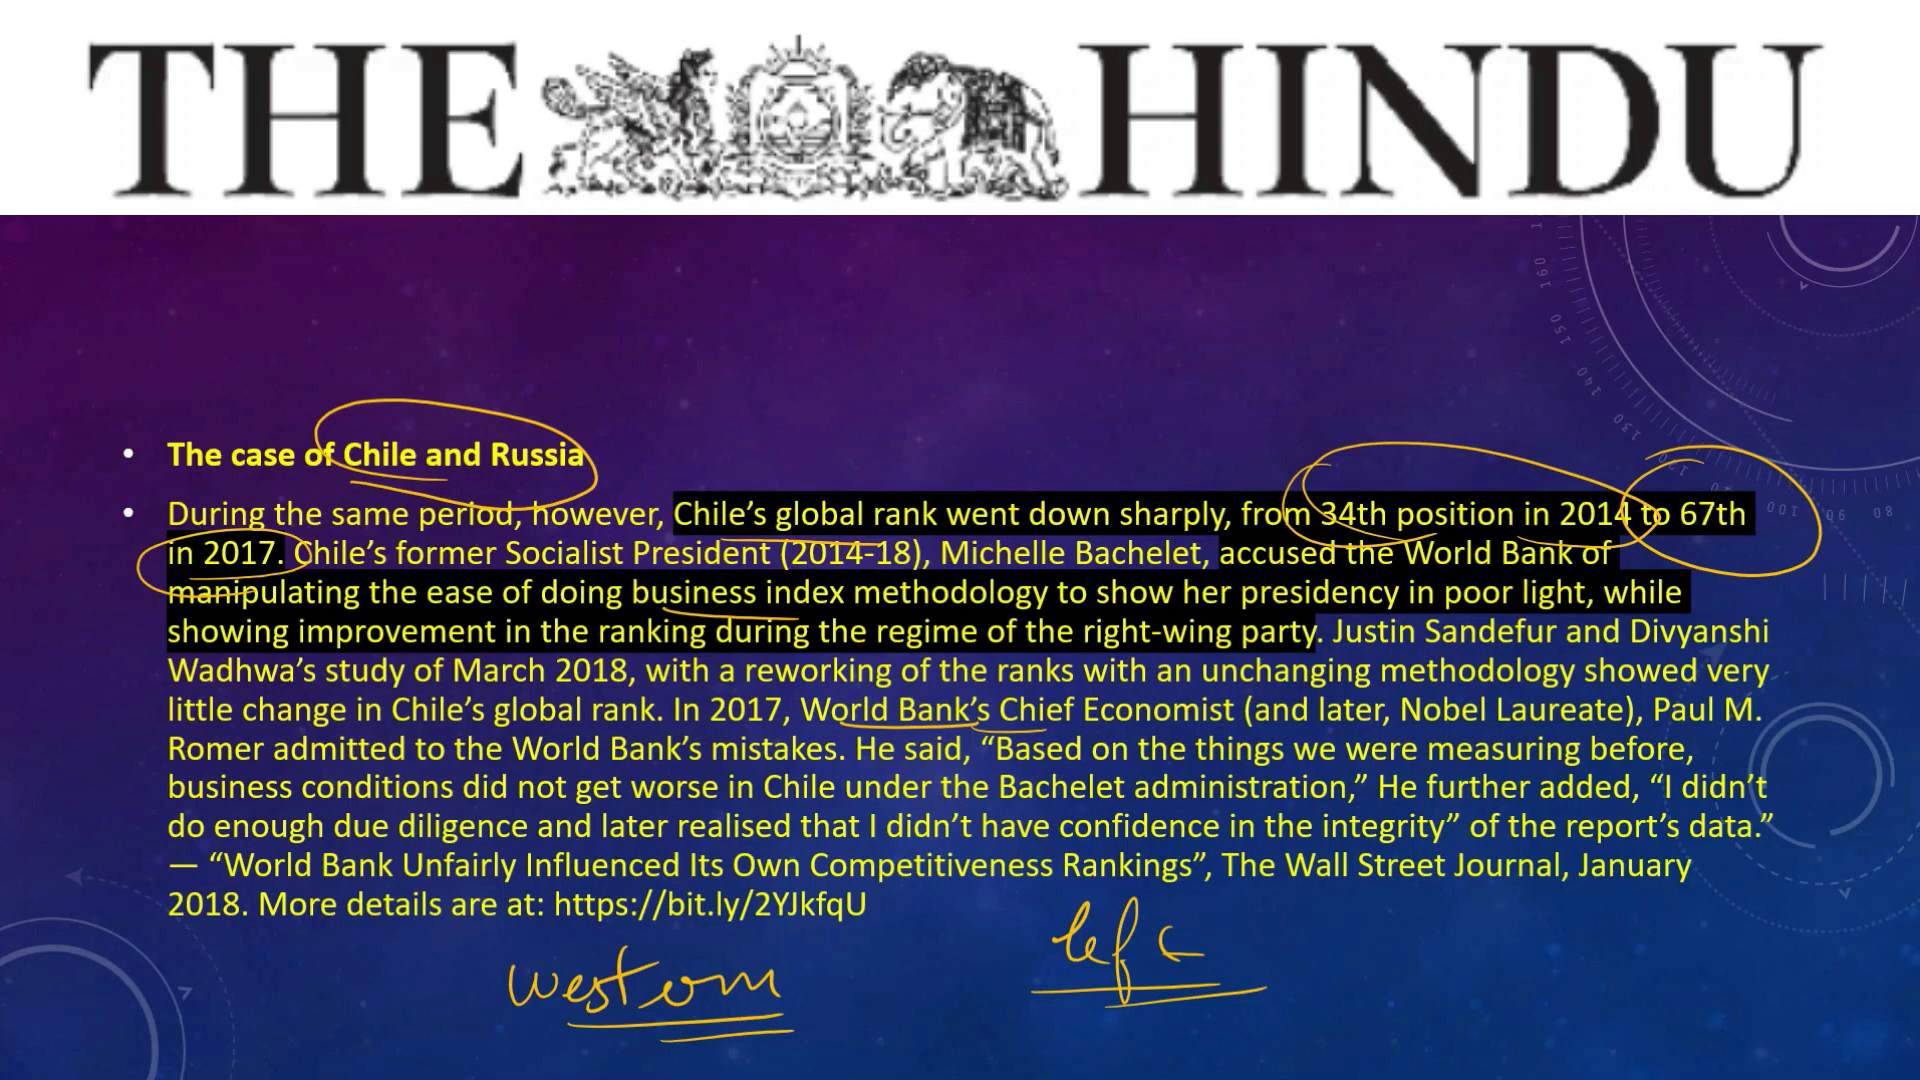 THE HINDU
• The case of Chile and Russia
• During the same period, however, Chile’s global rank went down sharply, from 34th position in 2014 to 67th
in 2017. Chile’s former Socialist President (2014-18), Michelle Bachelet, accused the World Bank of
manipulating the ease of doing business index methodology to show her presidency in poor light, while
showing improvement in the ranking during the regime of the right-wing party. Justin Sandefur and Divyanshi
Wadhwa’s study of March 2018, with a reworking of the ranks with an unchanging methodology showed very
little change in Chile’s global rank. In 2017, World Bank’s Chief Economist (and later, Nobel Laureate), Paul M.
Romer admitted to the World Bank’s mistakes. He said, “Based on the things we were measuring before,
business conditions did not get worse in Chile under the Bachelet administration,” He further added, “I didn’t
do enough due diligence and later realised that I didn’t have confidence in the integrity” of the report’s data.”
— “World Bank Unfairly Influenced Its Own Competitiveness Rankings”, The Wall Street Journal, January
2018. More details are at: https://bit.ly/2YJkfqU
left
western
160
150
140
130
120
110
100 90 80